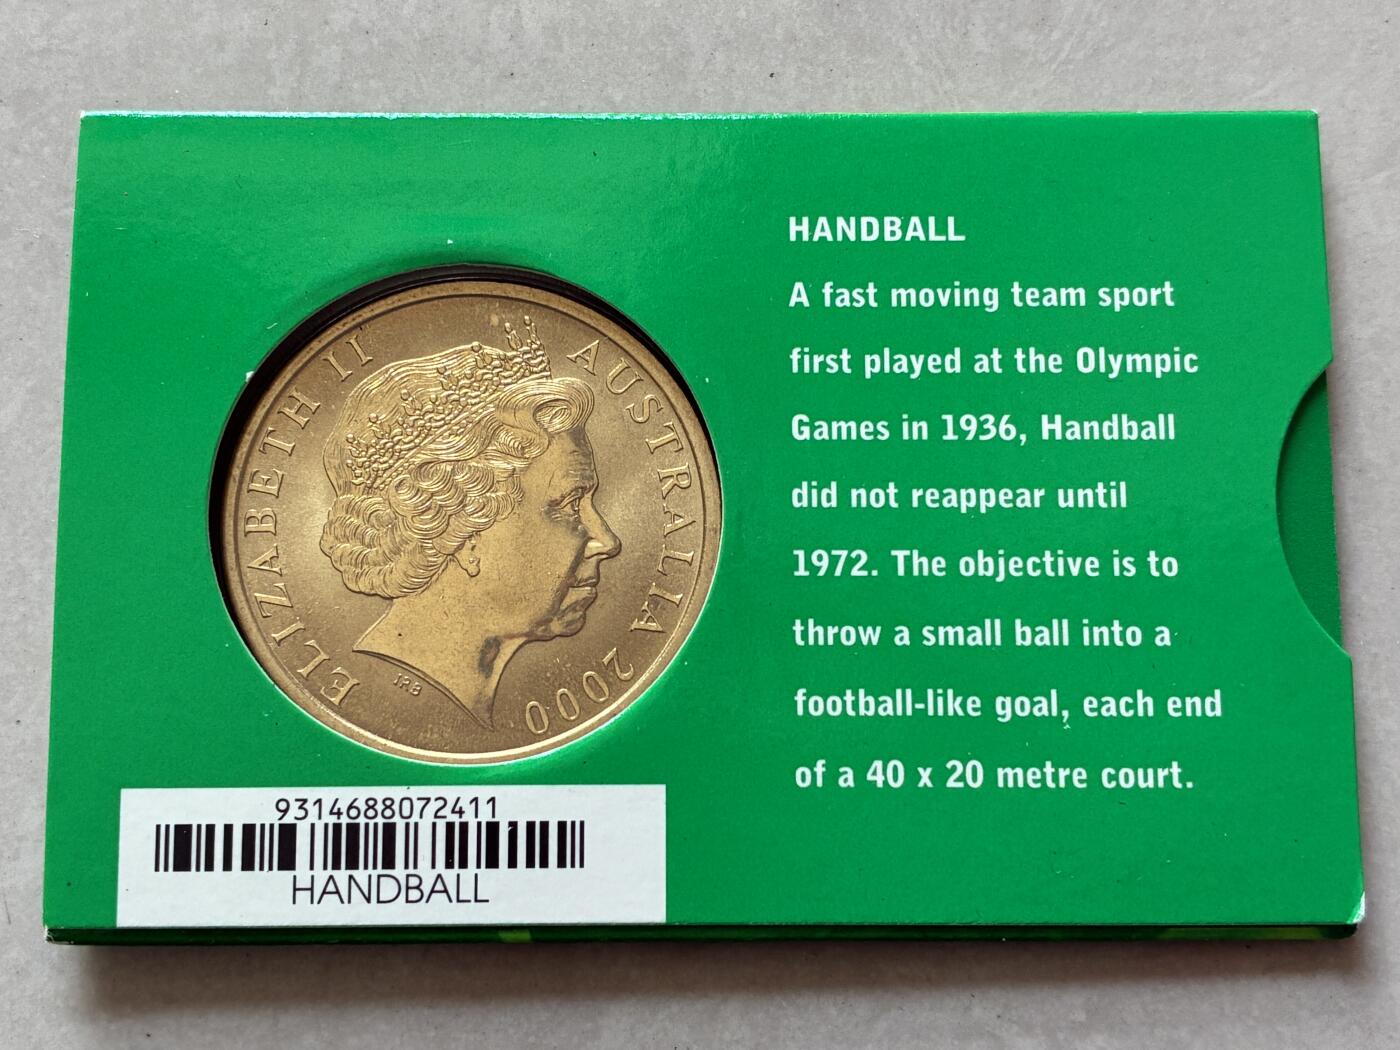 ELIZABETH II AUSTRALIA 2000
IRB
HANDBALL
A fast moving team sport
first played at the Olympic
Games in 1936, Handball
did not reappear until
1972. The objective is to
throw a small ball into a
football-like goal, each end
of a 40 x 20 metre court.
9314688072411
HANDBALL